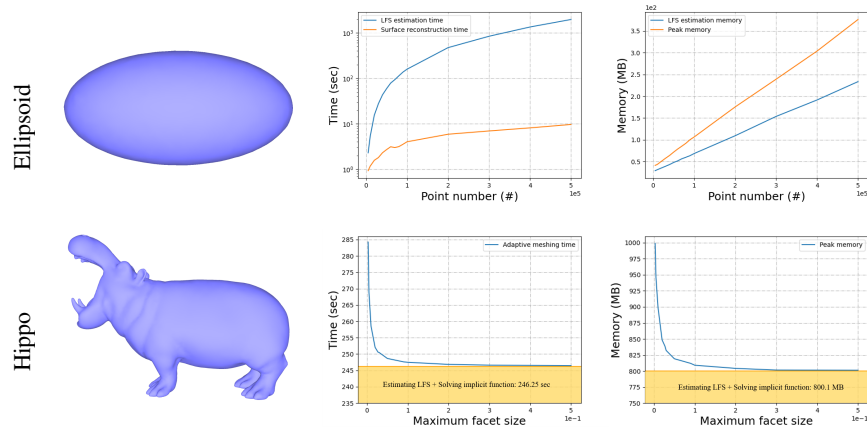 Ellipsoid
LFS estimation time
Surface reconstruction time
Time (sec)
10³
10²
10¹
10⁰
0 1 2 3 4 5
1e5
Point number (#)
1e2
LFS estimation memory
Peak memory
Memory (MB)
3.5
3.0
2.5
2.0
1.5
1.0
0.5
0 1 2 3 4 5
1e5
Point number (#)
Hippo
Adaptive meshing time
Time (sec)
285
280
275
270
265
260
255
250
245
240
235
Estimating LFS + Solving implicit function: 246.25 sec
0 1 2 3 4 5
1e−1
Maximum facet size
Peak memory
Memory (MB)
1000
975
950
925
900
875
850
825
800
775
750
Estimating LFS + Solving implicit function: 800.1 MB
0 1 2 3 4 5
1e−1
Maximum facet size